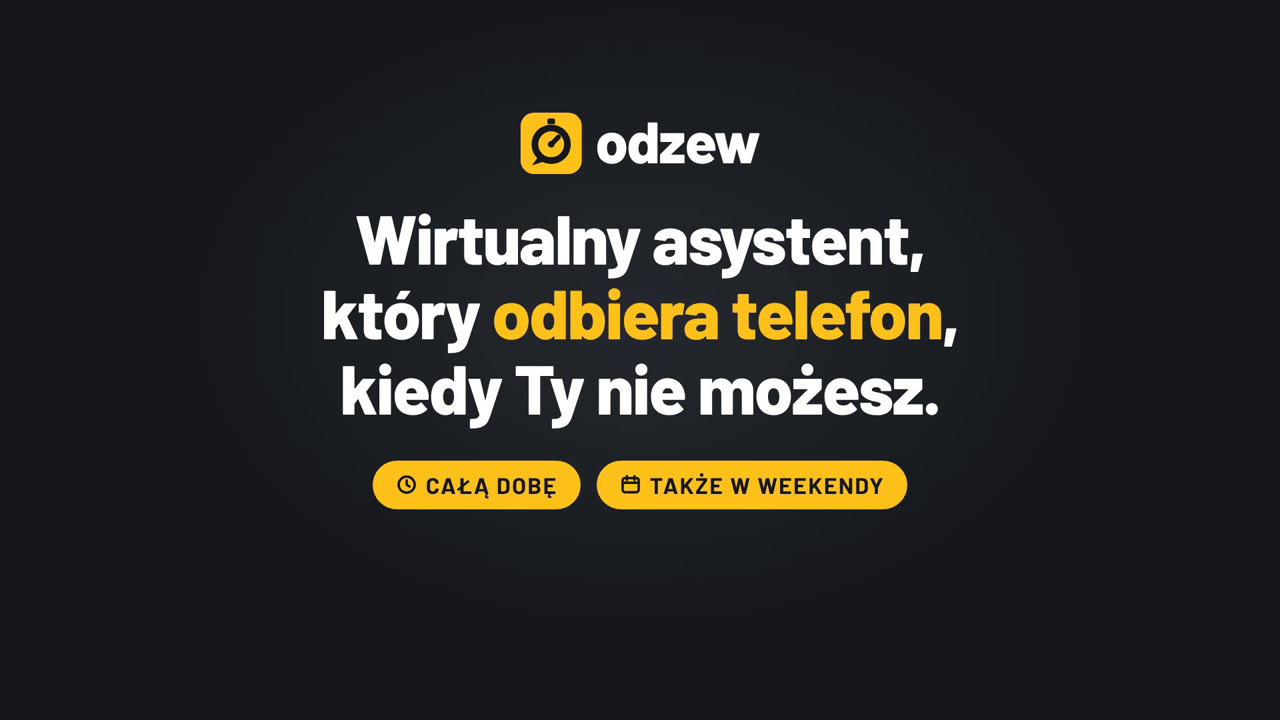 odzew
Wirtualny asystent,
który odbiera telefon,
kiedy Ty nie możesz.
CAŁĄ DOBĘ
TAKŻE W WEEKENDY